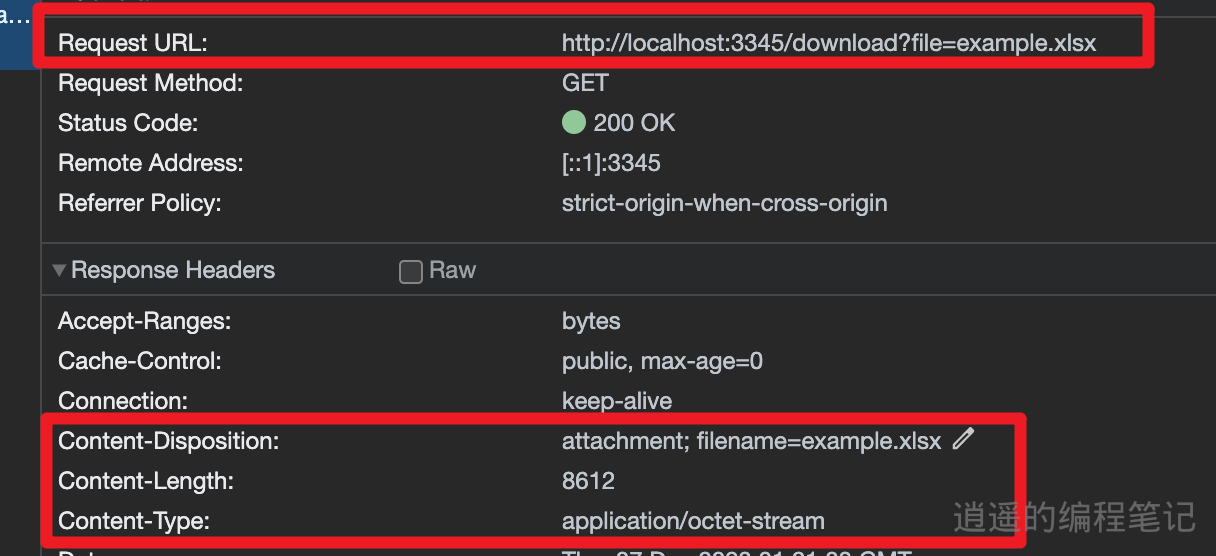 a...
Request URL: http://localhost:3345/download?file=example.xlsx
Request Method: GET
Status Code: 200 OK
Remote Address: [::1]:3345
Referrer Policy: strict-origin-when-cross-origin
Response Headers Raw
Accept-Ranges: bytes
Cache-Control: public, max-age=0
Connection: keep-alive
Content-Disposition: attachment; filename=example.xlsx
Content-Length: 8612
Content-Type: application/octet-stream
逍遥的编程笔记